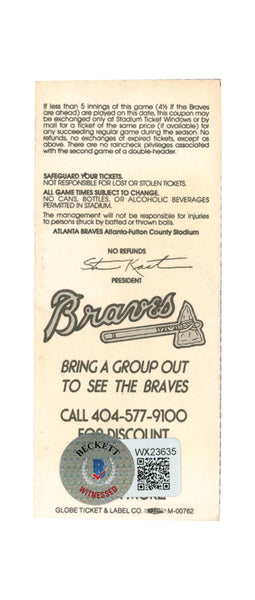 If less than 5 innings of this game (4½ if the Braves
are ahead) are played on this date, this coupon may
be exchanged only at Stadium Ticket Windows or by
mail for a ticket of the same price (if available) for
any succeeding regular game during the season. No
refunds, no exchanges of expired tickets, except as
above. There are no raincheck privileges associated
with the second game of a double-header.
SAFEGUARD YOUR TICKETS.
NOT RESPONSIBLE FOR LOST OR STOLEN TICKETS.
ALL GAME TIMES SUBJECT TO CHANGE.
NO CANS, BOTTLES, OR ALCOHOLIC BEVERAGES
PERMITTED IN STADIUM.
The management will not be responsible for injuries
to persons struck by batted or thrown balls.
ATLANTA BRAVES Atlanta-Fulton County Stadium
NO REFUNDS
PRESIDENT
Braves
BRING A GROUP OUT
TO SEE THE BRAVES
CALL 404-577-9100
FOR DISCOUNT
BECKETT
B
WITNESSED
WX23635
GLOBE TICKET & LABEL CO. M-00762